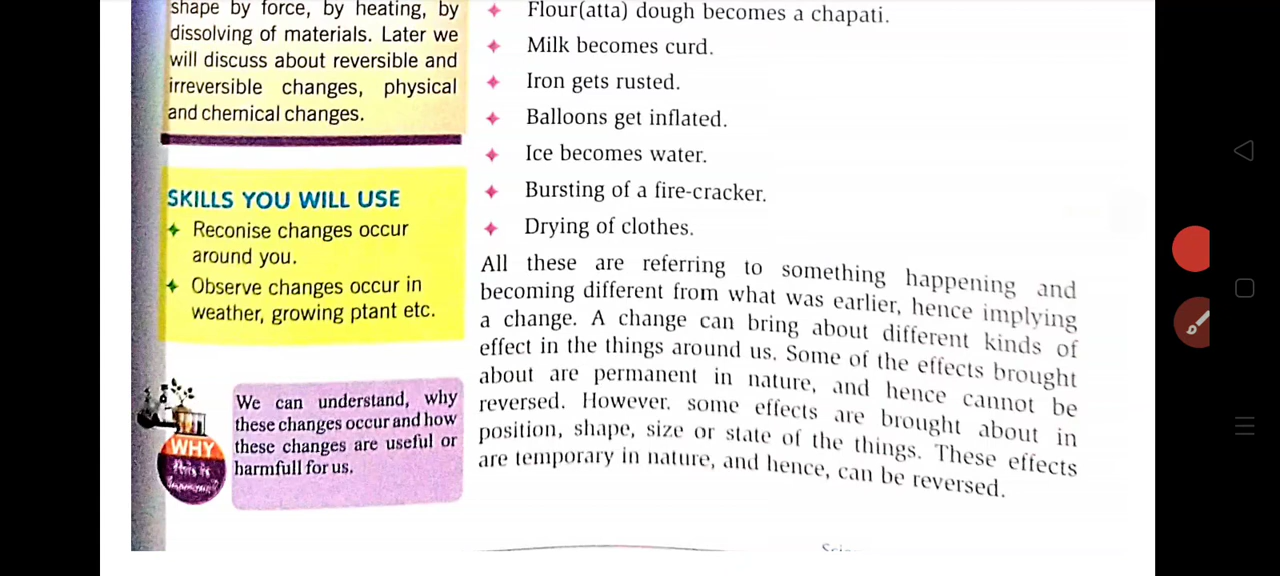 shape by force, by heating, by
dissolving of materials. Later we
will discuss about reversible and
irreversible changes, physical
and chemical changes.
SKILLS YOU WILL USE
Reconise changes occur
around you.
Observe changes occur in
weather, growing ptant etc.
WHY
this is
We can understand, why
these changes occur and how
these changes are useful or
harmfull for us.
Flour(atta) dough becomes a chapati.
Milk becomes curd.
Iron gets rusted.
Balloons get inflated.
Ice becomes water.
Bursting of a fire-cracker.
Drying of clothes.
All these are referring to something happening and
becoming different from what was earlier, hence implying
a change. A change can bring about different kinds of
effect in the things around us. Some of the effects brought
about are permanent in nature, and hence cannot be
reversed. However. some effects are brought about in
position, shape, size or state of the things. These effects
are temporary in nature, and hence, can be reversed.